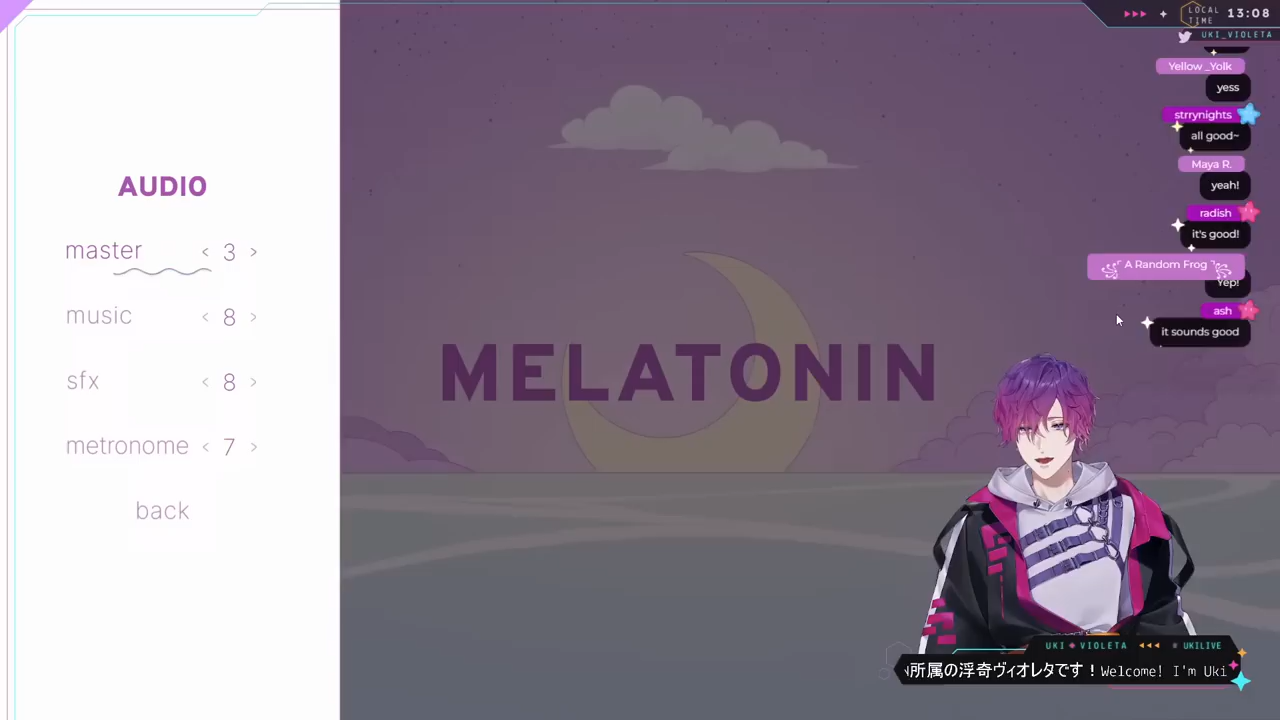 AUDIO
master < 3 >
music < 8 >
sfx < 8 >
metronome < 7 >
back
MELATONIN
LOCAL TIME 13:08
UKI_VIOLETA
Yellow _Yolk
yess
strrynights
all good~
Maya R.
yeah!
radish
it's good!
A Random Frog
Yep!
ash
it sounds good
UKI VIOLETA UKILIVE
所属の浮奇ヴィオレタです！Welcome! I'm Uki